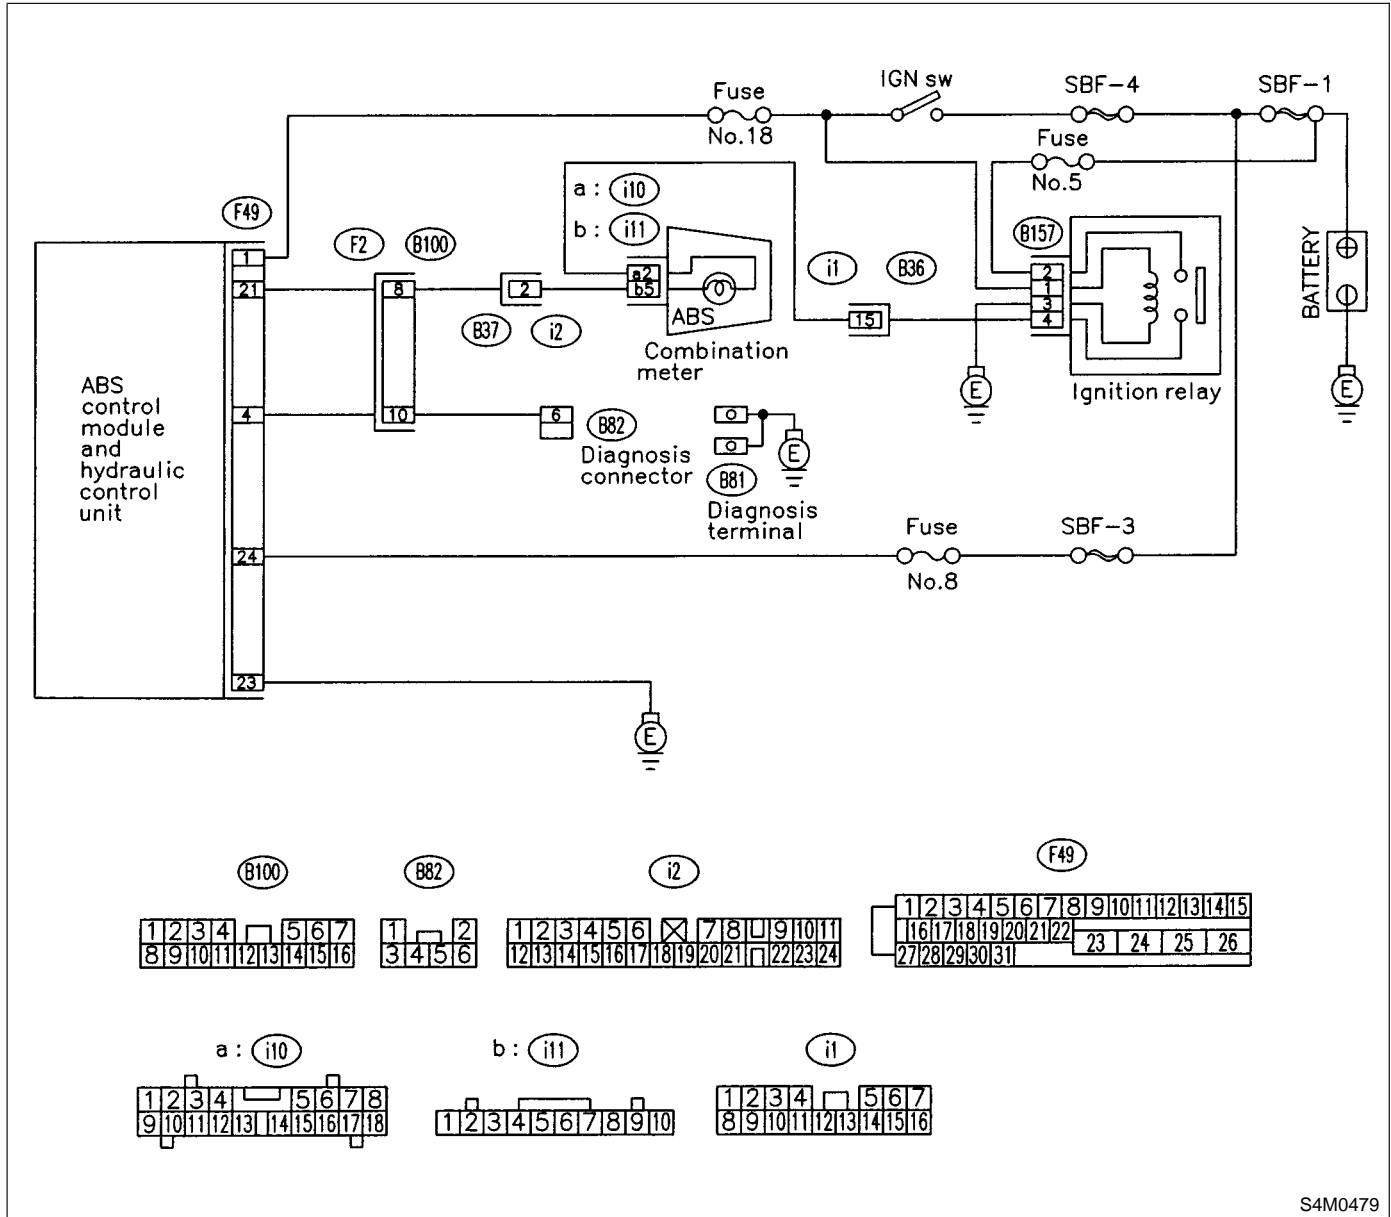 IGN sw
SBF-4
SBF-1
Fuse
No.18
Fuse
No.5
a : i10
b : i11
F49
F2
B100
i1
B36
B157
1
21
8
2
a2
b5
ABS
15
2
1
3
4
BATTERY
B37
i2
Combination
meter
E
Ignition relay
E
ABS
control
module
and
hydraulic
control
unit
4
10
6
B82
Diagnosis
connector
E
B81
Diagnosis
terminal
24
Fuse
No.8
SBF-3
23
E
B100
1 2 3 4 5 6 7
8 9 10 11 12 13 14 15 16
B82
1 2
3 4 5 6
i2
1 2 3 4 5 6 7 8 9 10 11
12 13 14 15 16 17 18 19 20 21 22 23 24
F49
1 2 3 4 5 6 7 8 9 10 11 12 13 14 15
16 17 18 19 20 21 22 23 24 25 26
27 28 29 30 31
a : i10
1 2 3 4 5 6 7 8
9 10 11 12 13 14 15 16 17 18
b : i11
1 2 3 4 5 6 7 8 9 10
i1
1 2 3 4 5 6 7
8 9 10 11 12 13 14 15 16
S4M0479